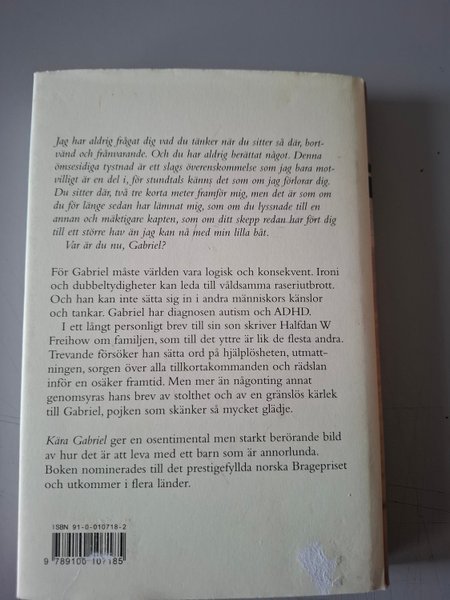 Jag har aldrig frågat dig vad du tänker när du sitter så där, bort-
vänd och frånvarande. Och du har aldrig berättat något. Denna
ömsesidiga tystnad är ett slags överenskommelse som jag bara mot-
villigt är en del i, för stundtals känns det som om jag förlorar dig.
Du sitter där, två tre korta meter framför mig, men det är som om
du för länge sedan har lämnat mig, som om du lyssnade till en
annan och mäktigare kapten, som om ditt skepp redan har fört dig
till ett större hav än jag kan nå med min lilla båt.
Var är du nu, Gabriel?
För Gabriel måste världen vara logisk och konsekvent. Ironi
och dubbeltydigheter kan leda till våldsamma raseriutbrott.
Och han kan inte sätta sig in i andra människors känslor
och tankar. Gabriel har diagnosen autism och ADHD.
I ett långt personligt brev till sin son skriver Halfdan W
Freihow om familjen, som till det yttre är lik de flesta andra.
Trevande försöker han sätta ord på hjälplösheten, utmatt-
ningen, sorgen över alla tillkortakommanden och rädslan
inför en osäker framtid. Men mer än någonting annat
genomsyras hans brev av stolthet och av en gränslös kärlek
till Gabriel, pojken som skänker så mycket glädje.
Kära Gabriel ger en osentimental men starkt berörande bild
av hur det är att leva med ett barn som är annorlunda.
Boken nominerades till det prestigefyllda norska Bragepriset
och utkommer i flera länder.
ISBN 91-0-010718-2
9 789100 107185